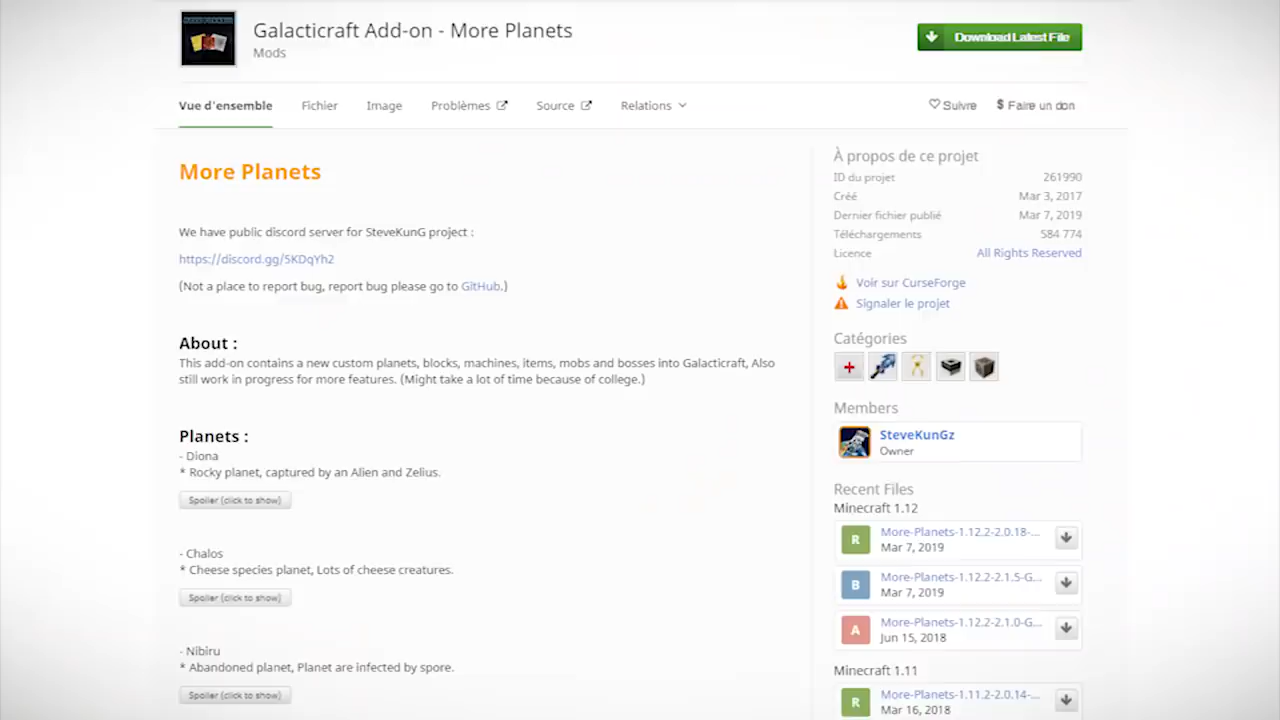 Galacticraft Add-on - More Planets
Mods
Download Latest File
Vue d'ensemble
Fichier
Image
Problèmes
Source
Relations
Suivre
$ Faire un don
More Planets
We have public discord server for SteveKunG project :
https://discord.gg/5KDqYh2
(Not a place to report bug, report bug please go to GitHub.)
About :
This add-on contains a new custom planets, blocks, machines, items, mobs and bosses into Galacticraft, Also
still work in progress for more features. (Might take a lot of time because of college.)
Planets :
- Diona
* Rocky planet, captured by an Alien and Zelius.
Spoiler (click to show)
- Chalos
* Cheese species planet, Lots of cheese creatures.
Spoiler (click to show)
- Nibiru
* Abandoned planet, Planet are infected by spore.
Spoiler (click to show)
À propos de ce projet
ID du projet 261990
Créé Mar 3, 2017
Dernier fichier publié Mar 7, 2019
Téléchargements 584 774
Licence All Rights Reserved
Voir sur CurseForge
Signaler le projet
Catégories
Members
SteveKunGz
Owner
Recent Files
Minecraft 1.12
R More-Planets-1.12.2-2.0.18-...
Mar 7, 2019
B More-Planets-1.12.2-2.1.5-G...
Mar 7, 2019
A More-Planets-1.12.2-2.1.0-G...
Jun 15, 2018
Minecraft 1.11
R More-Planets-1.11.2-2.0.14-...
Mar 16, 2018